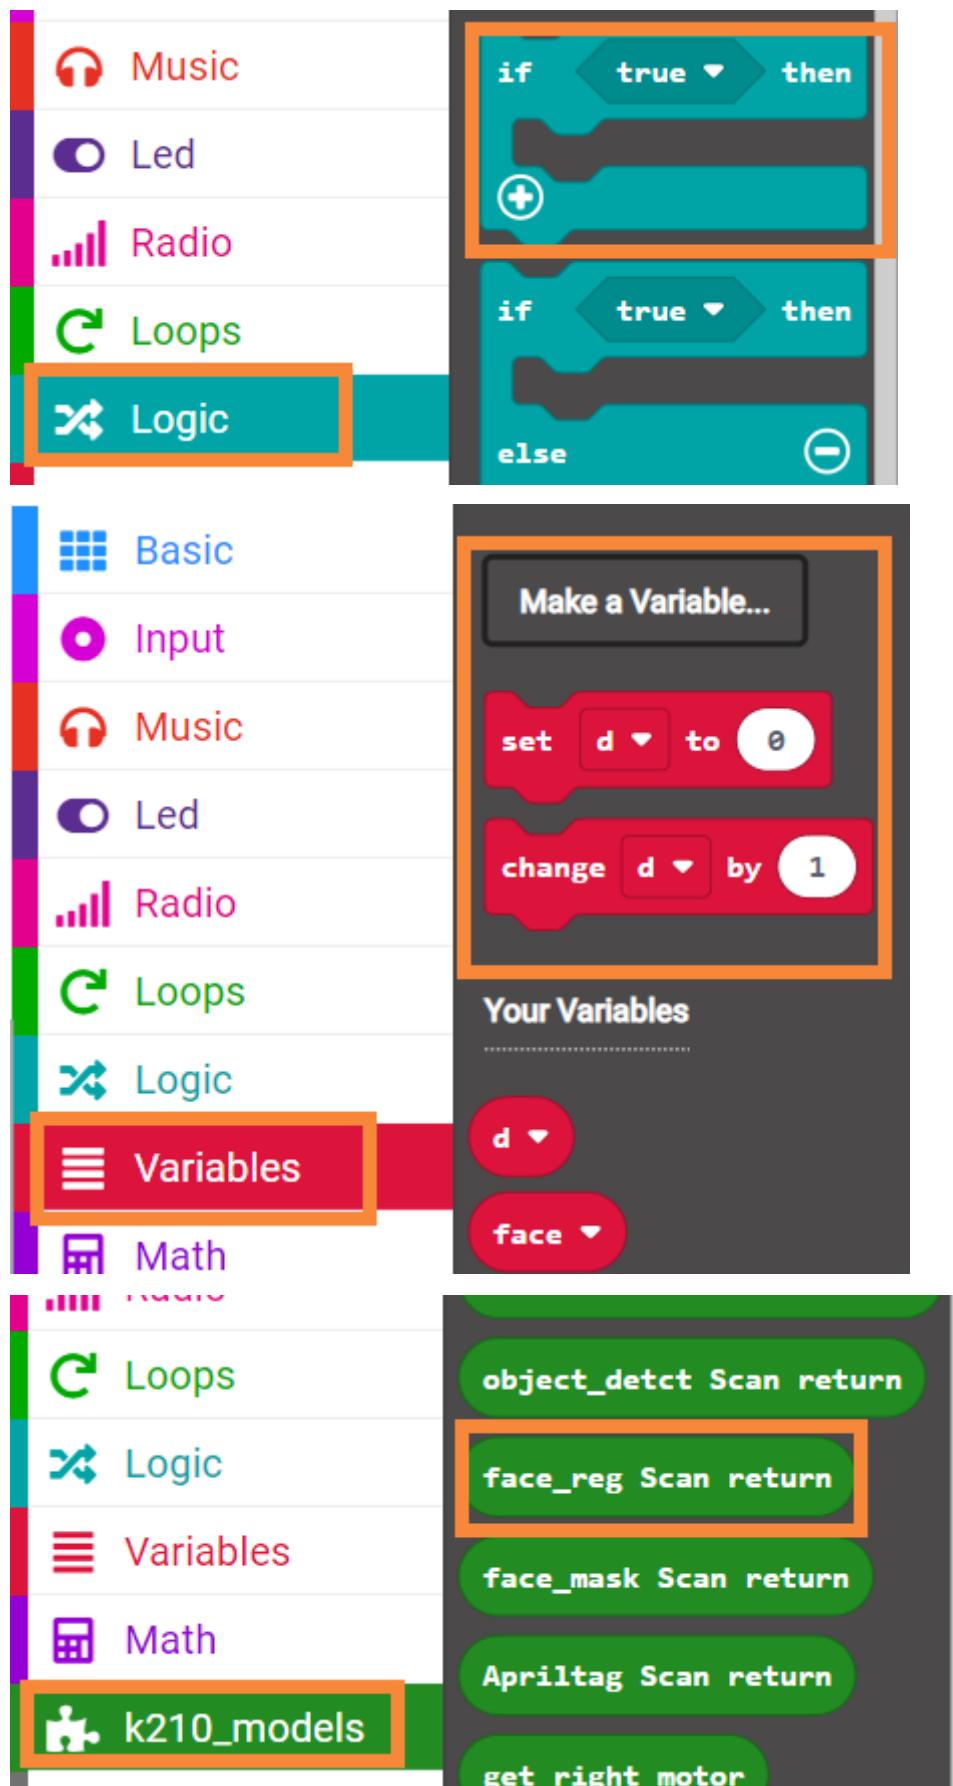 Music
Led
Radio
Loops
Logic
if true then
if true then
else
Basic
Input
Music
Led
Radio
Loops
Logic
Variables
Math
Make a Variable...
set d to 0
change d by 1
Your Variables
d
face
Loops
Logic
Variables
Math
k210_models
object_detct Scan return
face_reg Scan return
face_mask Scan return
Apriltag Scan return
get right motor